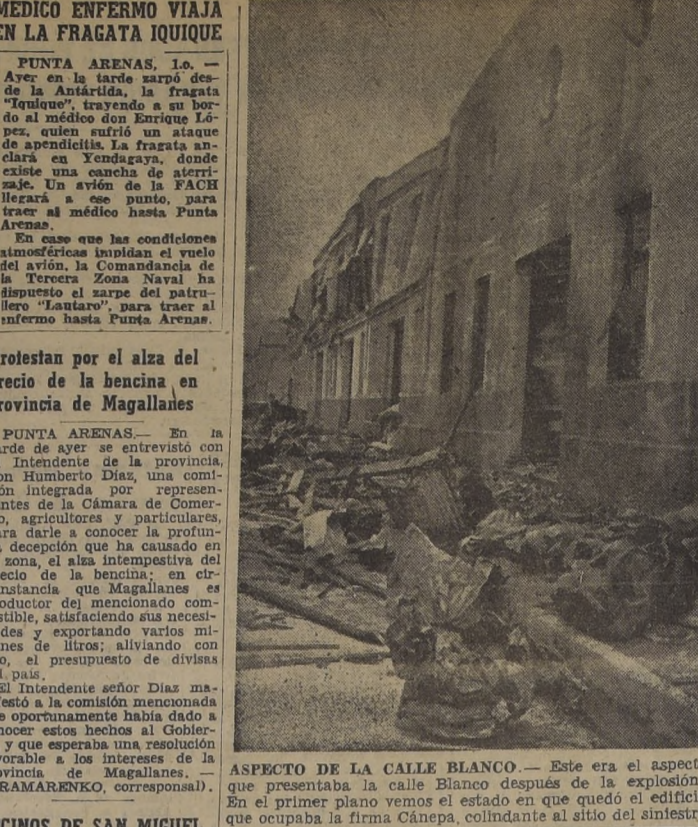 MEDICO ENFERMO VIAJA
EN LA FRAGATA IQUIQUE
PUNTA ARENAS, 1.o. —
Ayer en la tarde zarpó des-
de la Antártida, la fragata
"Iquique", trayendo a su bor-
do al médico don Enrique Ló-
pez, quien sufrió un ataque
de apendicitis. La fragata an-
clará en Yendagaya, donde
existe una cancha de aterri-
zaje. Un avión de la FACH
llegará a ese punto, para
traer al médico hasta Punta
Arenas.
En caso que las condiciones
atmosféricas impidan el vuelo
del avión, la Comandancia de
la Tercera Zona Naval ha
dispuesto el zarpe del patru-
llero "Lautaro", para traer al
enfermo hasta Punta Arenas.
rotestan por el alza del
recio de la bencina en
rovincia de Magallanes
PUNTA ARENAS.— En la
arde de ayer se entrevistó con
Intendente de la provincia,
on Humberto Díaz, una comi-
ón integrada por represen-
antes de la Cámara de Comer-
o, agricultores y particulares,
ara darle a conocer la profun-
decepción que ha causado en
zona, el alza intempestiva del
recio de la bencina; en cir-
nstancia que Magallanes es
oductor del mencionado com-
stible, satisfaciendo sus necesi-
des y exportando varios mi-
nes de litros; aliviando con
o, el presupuesto de divisas
l país.
El Intendente señor Díaz ma-
festó a la comisión mencionada
e oportunamente había dado a
nocer estos hechos al Gobier-
y que esperaba una resolución
vorable a los intereses de la
ovincia de Magallanes. —
RAMARENKO, corresponsal).
CINOS DE SAN MIGUEL
ASPECTO DE LA CALLE BLANCO.— Este era el aspect
que presentaba la calle Blanco después de la explosión
En el primer plano vemos el estado en que quedó el edifici
que ocupaba la firma Cánepa, colindante al sitio del siniestr